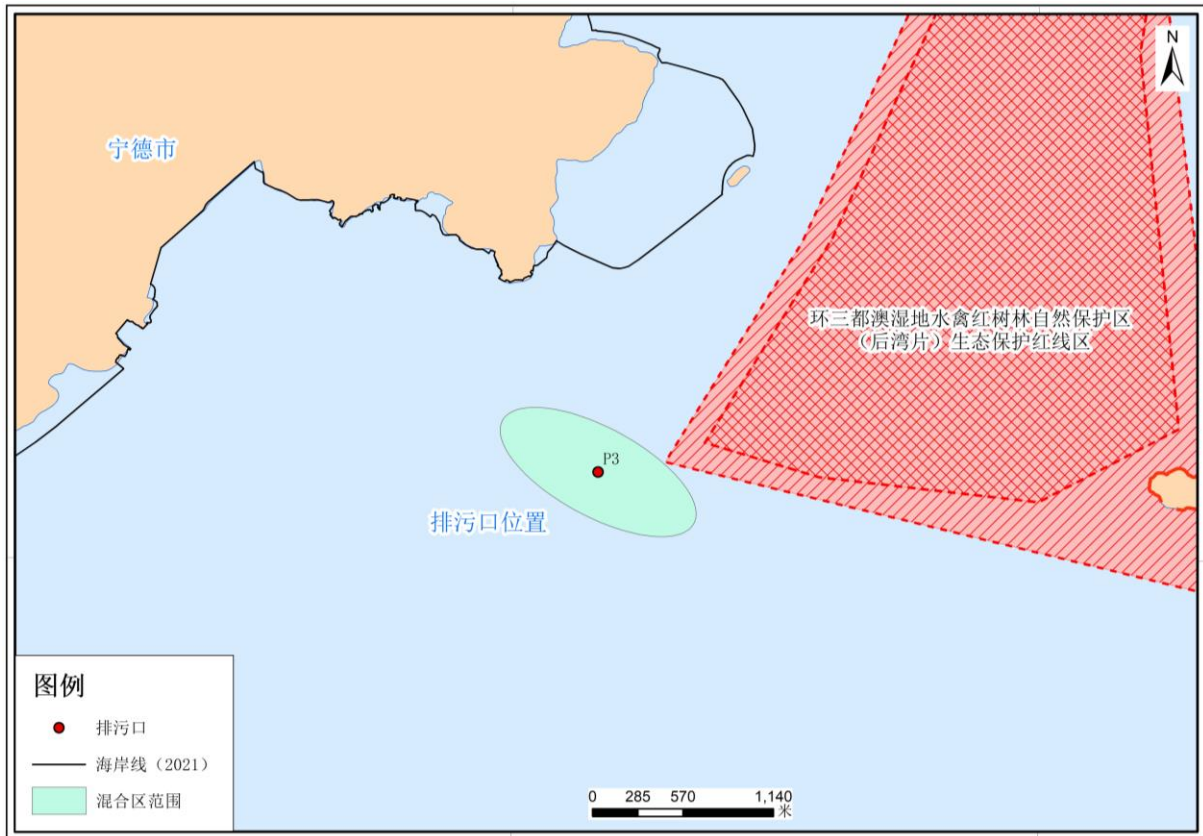 N
宁德市
环三都澳湿地水禽红树林自然保护区
（后湾片）生态保护红线区
P3
排污口位置
图例
排污口
海岸线（2021）
混合区范围
0 285 570 1,140
米